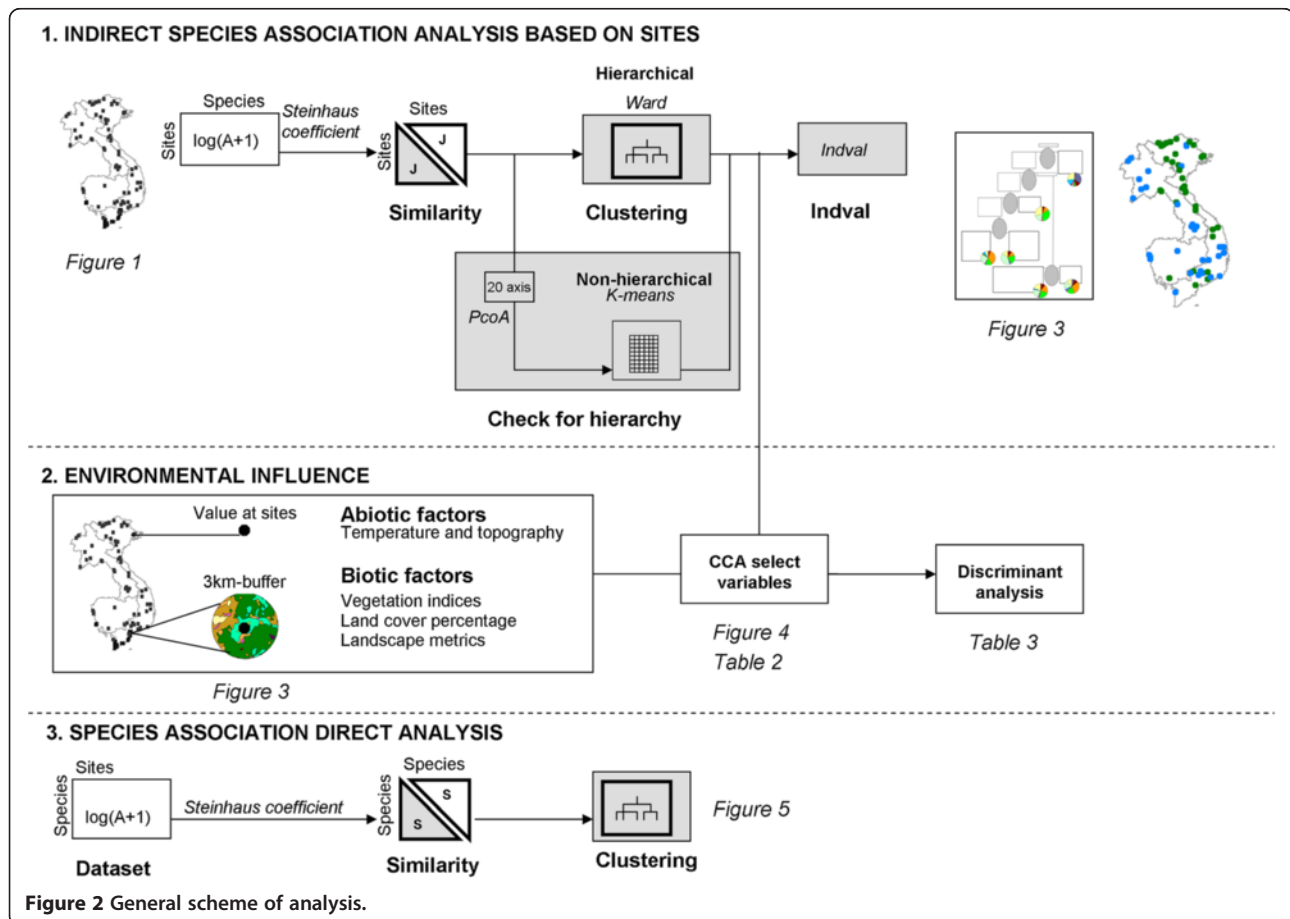 1. INDIRECT SPECIES ASSOCIATION ANALYSIS BASED ON SITES
Species
Sites
log(A+1)
Steinhaus
coefficient
Sites
Sites
J
J
Similarity
Hierarchical
Ward
Clustering
Indval
Indval
Figure 1
20 axis
PcoA
Non-hierarchical
K-means
Check for hierarchy
Figure 3
2. ENVIRONMENTAL INFLUENCE
Value at sites
3km-buffer
Abiotic factors
Temperature and topography
Biotic factors
Vegetation indices
Land cover percentage
Landscape metrics
Figure 3
CCA select
variables
Figure 4
Table 2
Discriminant
analysis
Table 3
3. SPECIES ASSOCIATION DIRECT ANALYSIS
Sites
Species
log(A+1)
Dataset
Steinhaus coefficient
Species
Species
S
S
Similarity
Clustering
Figure 5
Figure 2 General scheme of analysis.